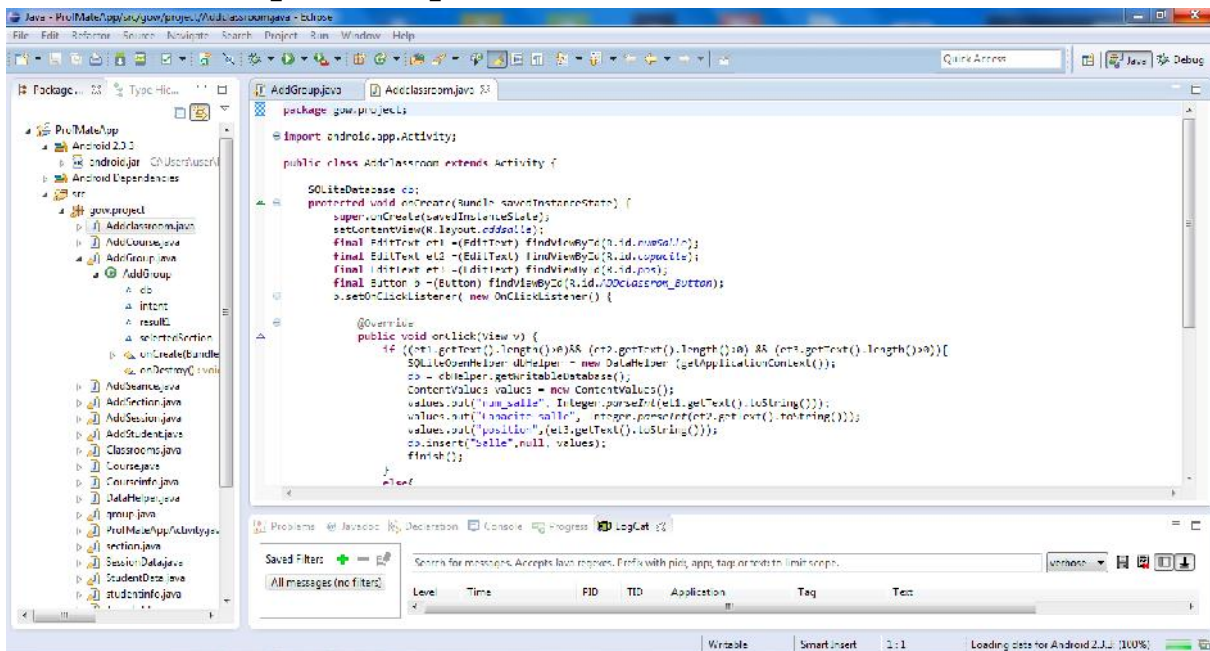 Java - ProfMateApp/src/gow/project/Addclassroom.java - Eclipse
File Edit Refactor Source Navigate Search Project Run Window Help
Quick Access
Java
Debug
Package...
Type Hie...
ProfMateApp
Android 2.3.3
android.jar - C:\Users\user\
Android Dependencies
src
gow.project
Addclassroom.java
AddCourse.java
AddGroup.java
AddGroup
db
intent
result1
selectedSection
onCreate(Bundle
onDestroy() : voi
AddSeance.java
AddSection.java
AddSession.java
AddStudent.java
Classrooms.java
Course.java
Courseinfo.java
DataHelper.java
group.java
ProfMateAppActivity.jav
section.java
SessionData.java
StudentData.java
studentinfo.java
AddGroup.java
Addclassroom.java
package gow.project;
import android.app.Activity;
public class Addclassroom extends Activity {
SQLiteDatabase db;
protected void onCreate(Bundle savedInstanceState) {
super.onCreate(savedInstanceState);
setContentView(R.layout.addsalle);
final EditText et1 =(EditText) findViewById(R.id.numSalle);
final EditText et2 =(EditText) findViewById(R.id.capacite);
final EditText et3 =(EditText) findViewById(R.id.pos);
final Button b =(Button) findViewById(R.id.ADDclassrom_Button);
b.setOnClickListener( new OnClickListener() {
@Override
public void onClick(View v) {
if ((et1.getText().length()>0)&& (et2.getText().length()>0) && (et3.getText().length()>0)){
SQLiteOpenHelper dbHelper = new DataHelper (getApplicationContext());
db = dbHelper.getWritableDatabase();
ContentValues values = new ContentValues();
values.put("num_salle", Integer.parseInt(et1.getText().toString()));
values.put("Capacite_salle", Integer.parseInt(et2.getText().toString()));
values.put("position",(et3.getText().toString()));
db.insert("Salle",null, values);
finish();
}
else{
Problems
Javadoc
Declaration
Console
Progress
LogCat
Saved Filters
All messages (no filters)
Search for messages. Accepts Java regexes. Prefix with pid:, app:, tag: or text: to limit scope.
verbose
Level Time PID TID Application Tag Text
Writable
Smart Insert
1 : 1
Loading data for Android 2.3.3: (100%)